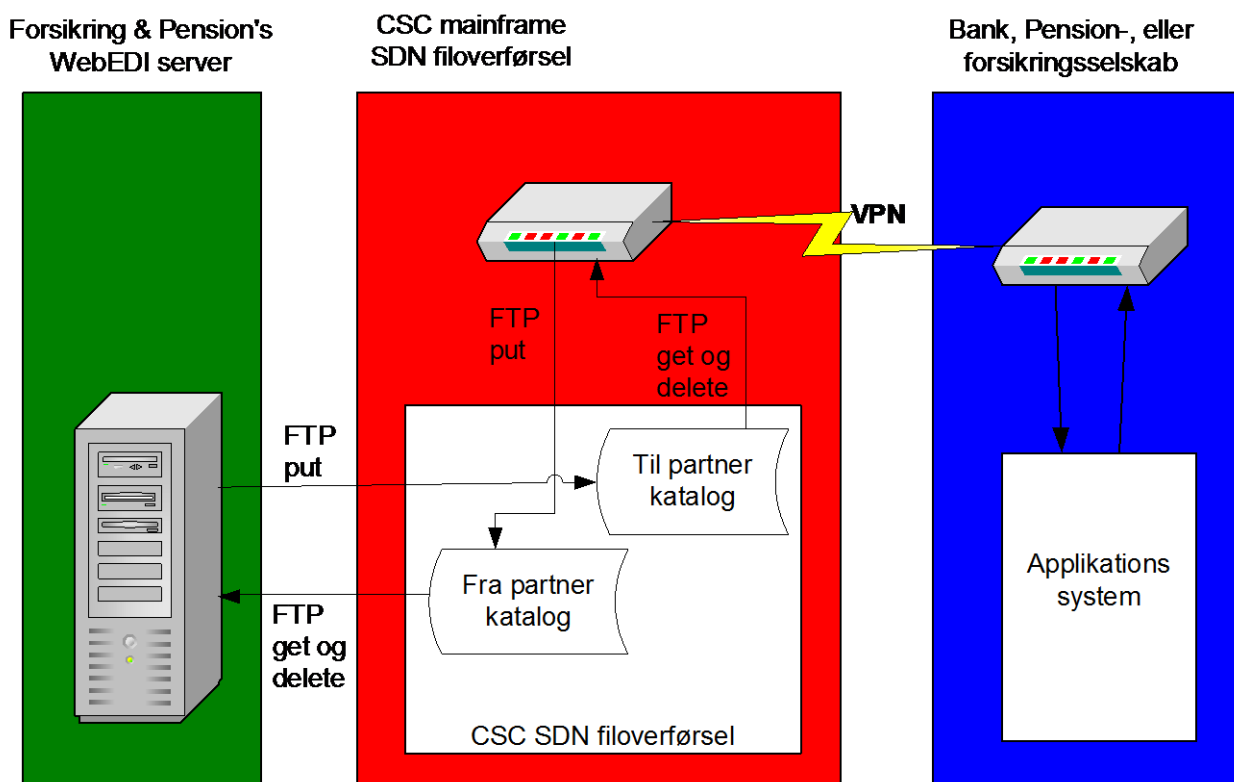 Forsikring & Pension's
WebEDI server
CSC mainframe
SDN filoverførsel
Bank, Pension-, eller
forsikringsselskab
VPN
FTP
put
FTP
get og
delete
FTP
put
Til partner
katalog
Fra partner
katalog
FTP
get og
delete
Applikations
system
CSC SDN filoverførsel